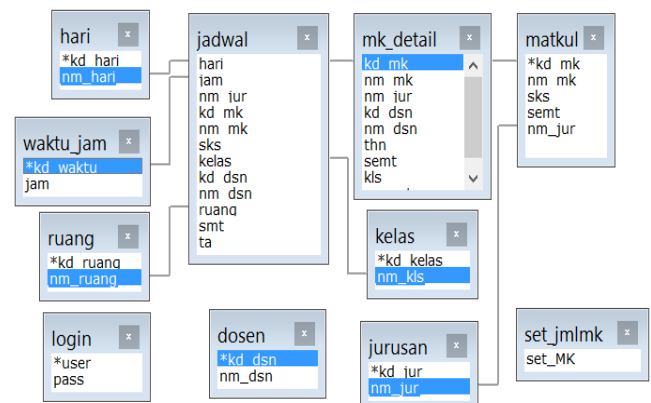 hari x
*kd_hari
nm_hari
jadwal x
hari
jam
nm_jur
kd_mk
nm_mk
sks
kelas
kd_dsn
nm_dsn
ruang
smt
ta
mk_detail x
kd_mk
nm_mk
nm_jur
kd_dsn
nm_dsn
thn
semt
kls
matkul x
*kd_mk
nm_mk
sks
semt
nm_jur
waktu_jam x
*kd_waktu
jam
ruang x
*kd_ruang
nm_ruang
kelas x
*kd_kelas
nm_kls
login x
*user
pass
dosen x
*kd_dsn
nm_dsn
jurusan x
*kd_jur
nm_jur
set_jmlmk x
set_MK